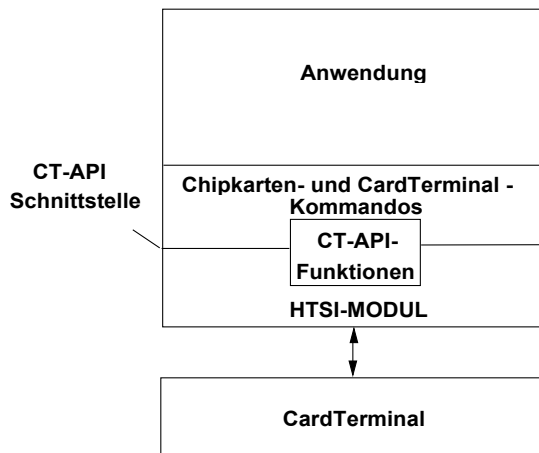 Anwendung
CT-API
Schnittstelle
Chipkarten- und CardTerminal -
Kommandos
CT-API-
Funktionen
HTSI-MODUL
CardTerminal